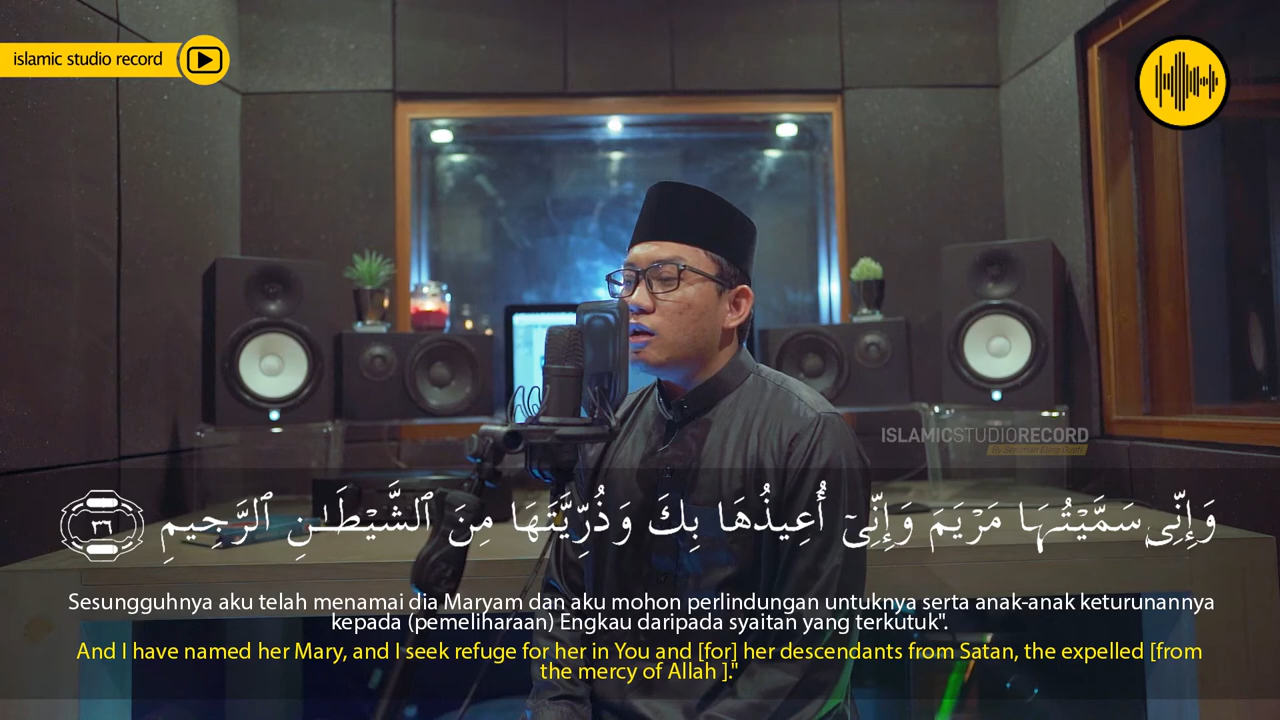 islamic studio record
ISLAMICSTUDIORECORD
وَإِنِّى سَمَّيْتُهَا مَرْيَمَ وَإِنِّىٓ أُعِيذُهَا بِكَ وَذُرِّيَّتَهَا مِنَ ٱلشَّيْطَـٰنِ ٱلرَّجِيمِ ٣٦
Sesungguhnya aku telah menamai dia Maryam dan aku mohon perlindungan untuknya serta anak-anak keturunannya
kepada (pemeliharaan) Engkau daripada syaitan yang terkutuk".
And I have named her Mary, and I seek refuge for her in You and [for] her descendants from Satan, the expelled [from
the mercy of Allah ]."